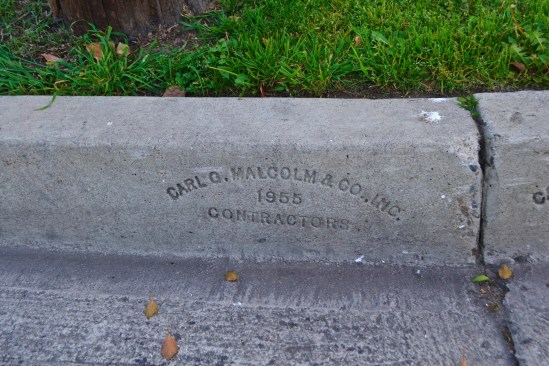 CARL G. MALCOLM & CO., INC.
1955
CONTRACTORS